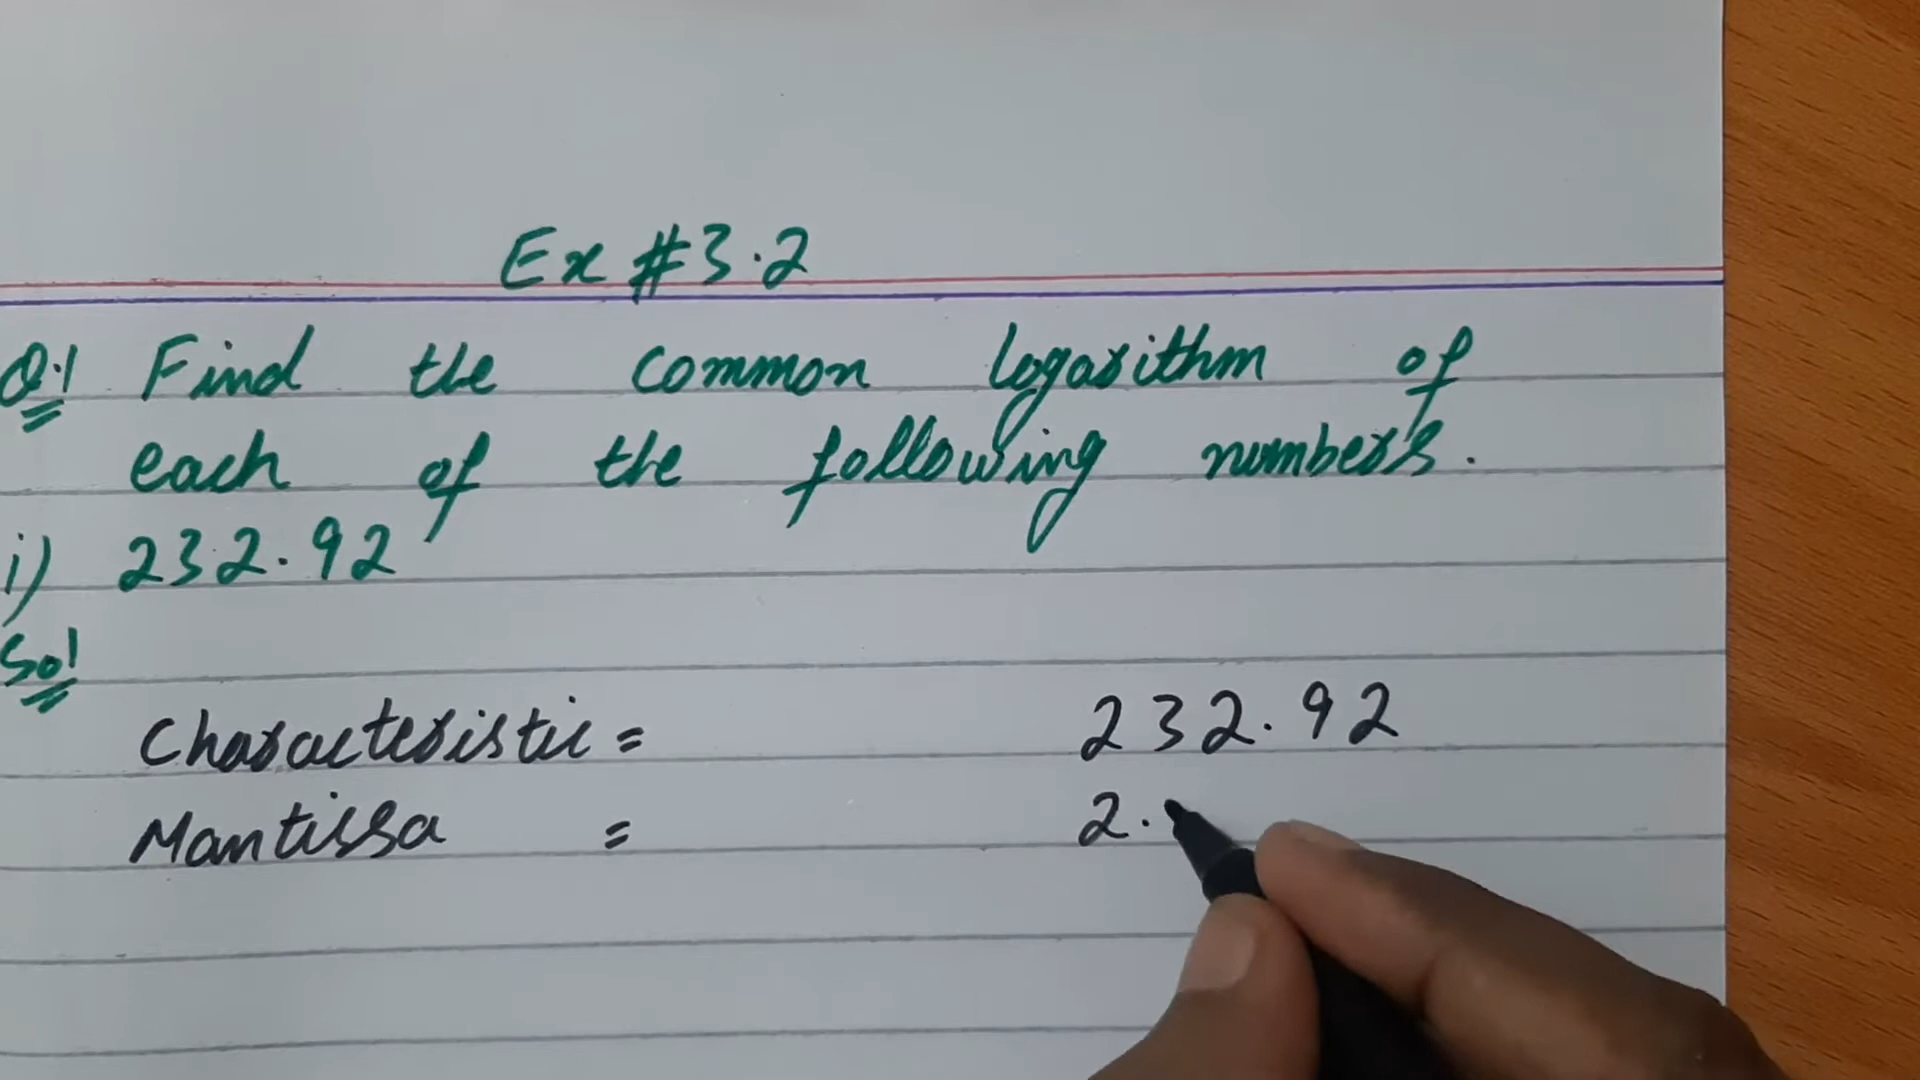 Ex #3.2
Q.1 Find the common logarithm of
each of the following numbers.
i) 232.92
Sol
Characteristic = 232.92
Mantissa = 2.